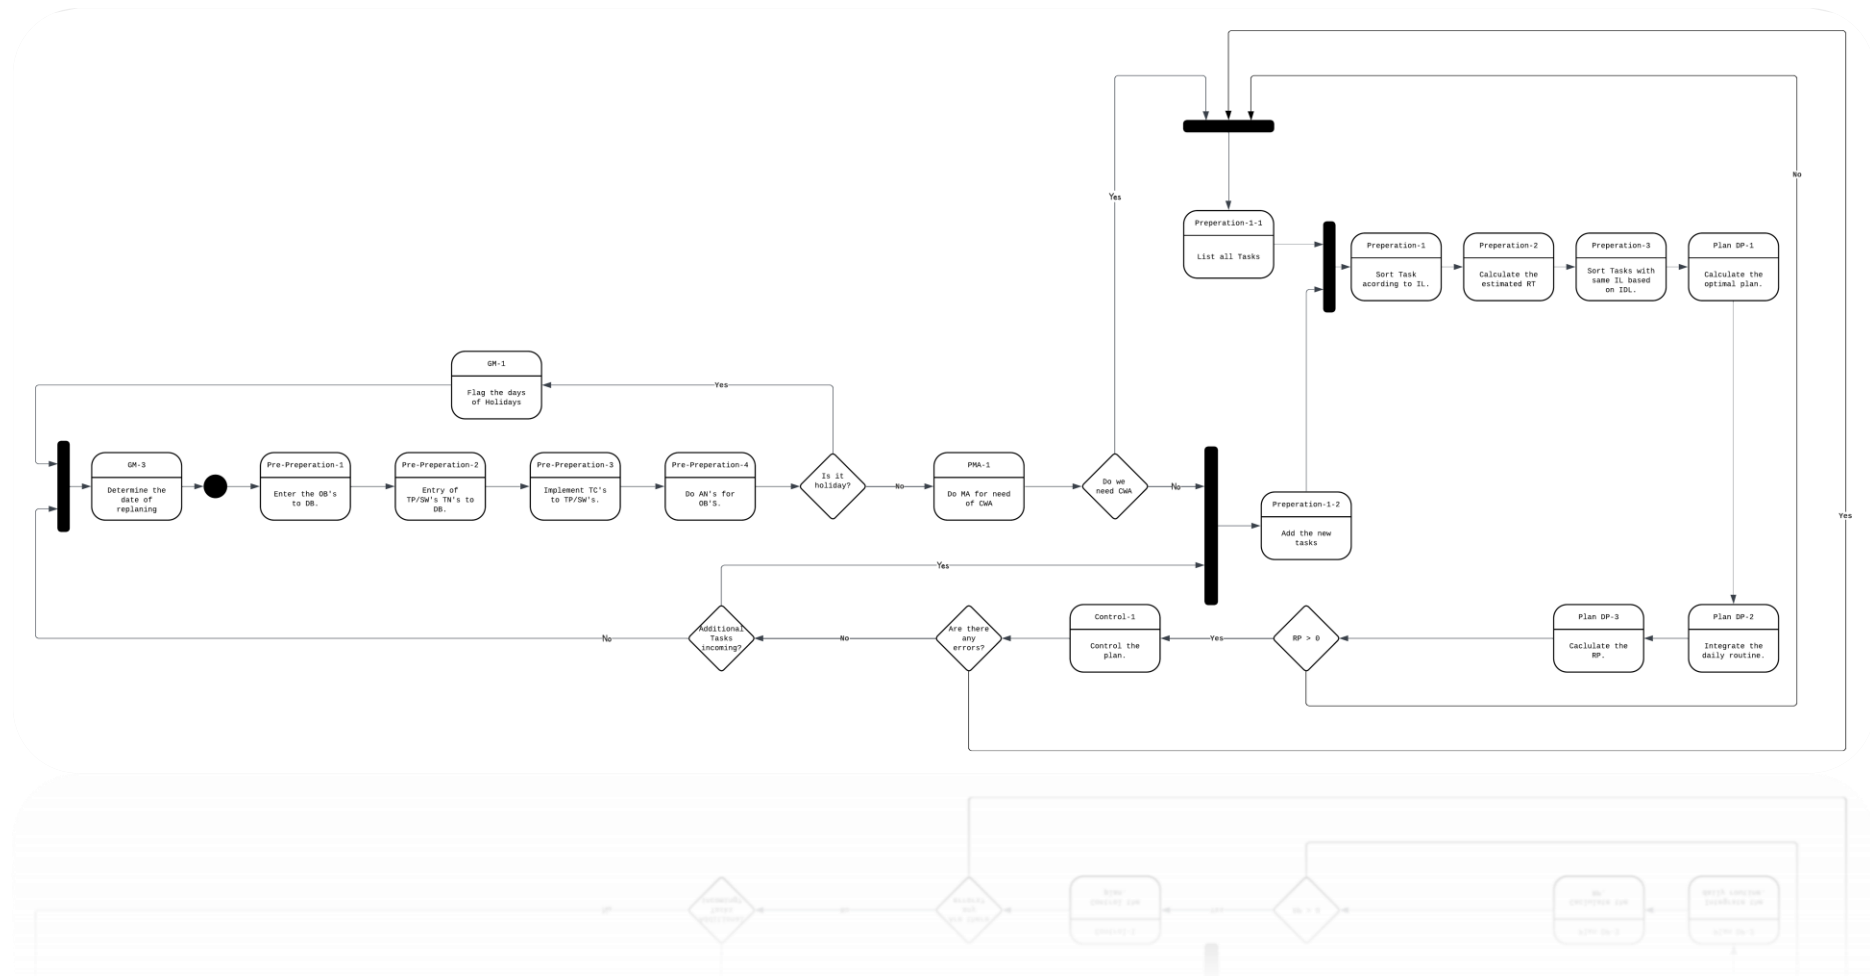 No
Yes
Preperation-1-1
List all Tasks
Preperation-1
Sort Task
acording to IL.
Preperation-2
Calculate the
estimated RT
Preperation-3
Sort Tasks with
same IL based
on IDL.
Plan DP-1
Calculate the
optimal plan.
GM-1
Flag the days
of Holidays
Yes
GM-3
Determine the
date of
replaning
Pre-Preperation-1
Enter the OB's
to DB.
Pre-Preperation-2
Entry of
TP/SW's TN's to
DB.
Pre-Preperation-3
Implement TC's
to TP/SW's.
Pre-Preperation-4
Do AN's for
OB'S.
Is it
holiday?
No
PMA-1
Do MA for need
of CWA
Do we
need CWA
No
Preperation-1-2
Add the new
tasks
Yes
Yes
No
Additional
Tasks
incoming?
No
Are there
any
errors?
Control-1
Control the
plan.
Yes
RP > 0
Plan DP-3
Caclulate the
RP.
Plan DP-2
Integrate the
daily routine.